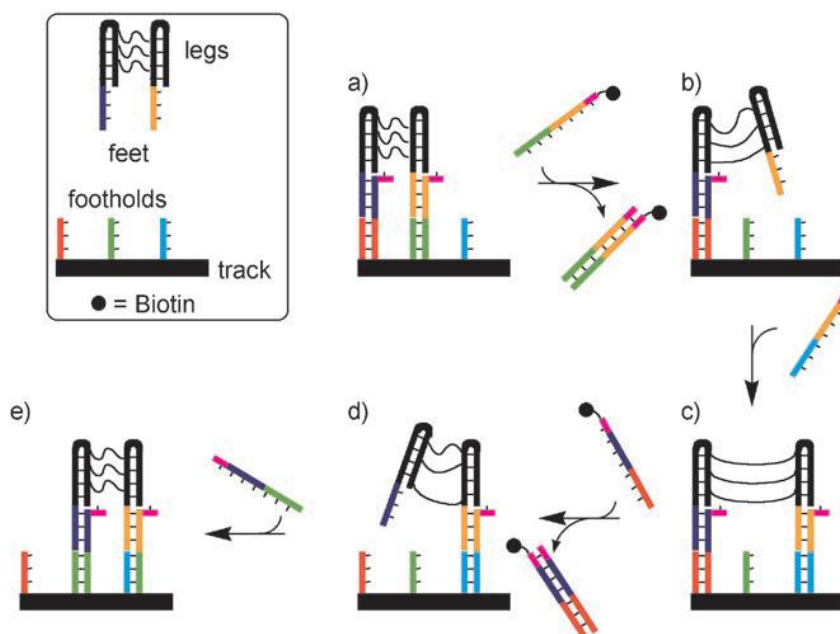 legs
feet
footholds
track
= Biotin
a)
b)
e)
d)
c)